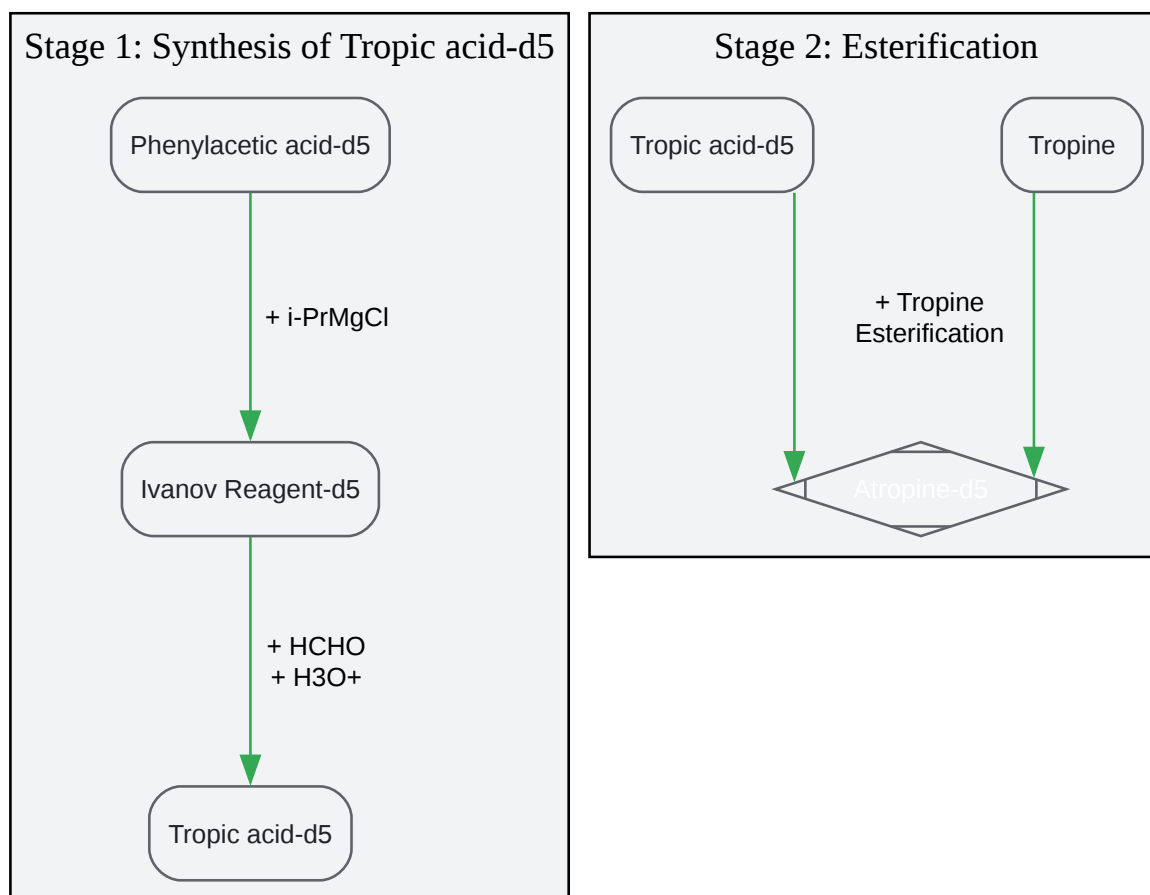 Stage 1: Synthesis of Tropic acid-d5
Phenylacetic acid-d5
+ i-PrMgCl
Ivanov Reagent-d5
+ HCHO
+ H3O+
Tropic acid-d5
Stage 2: Esterification
Tropic acid-d5
Tropine
+ Tropine
Esterification
Atropine-d5